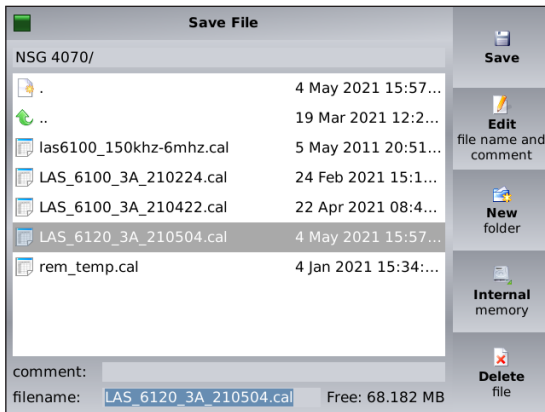 Save File
NSG 4070/
. 4 May 2021 15:57...
.. 19 Mar 2021 12:2...
las6100_150khz-6mhz.cal 5 May 2011 20:51...
LAS_6100_3A_210224.cal 24 Feb 2021 15:1...
LAS_6100_3A_210422.cal 22 Apr 2021 08:4...
LAS_6120_3A_210504.cal 4 May 2021 15:57...
rem_temp.cal 4 Jan 2021 15:34:...
comment:
filename: LAS_6120_3A_210504.cal Free: 68.182 MB
Save
Edit
file name and
comment
New
folder
Internal
memory
Delete
file